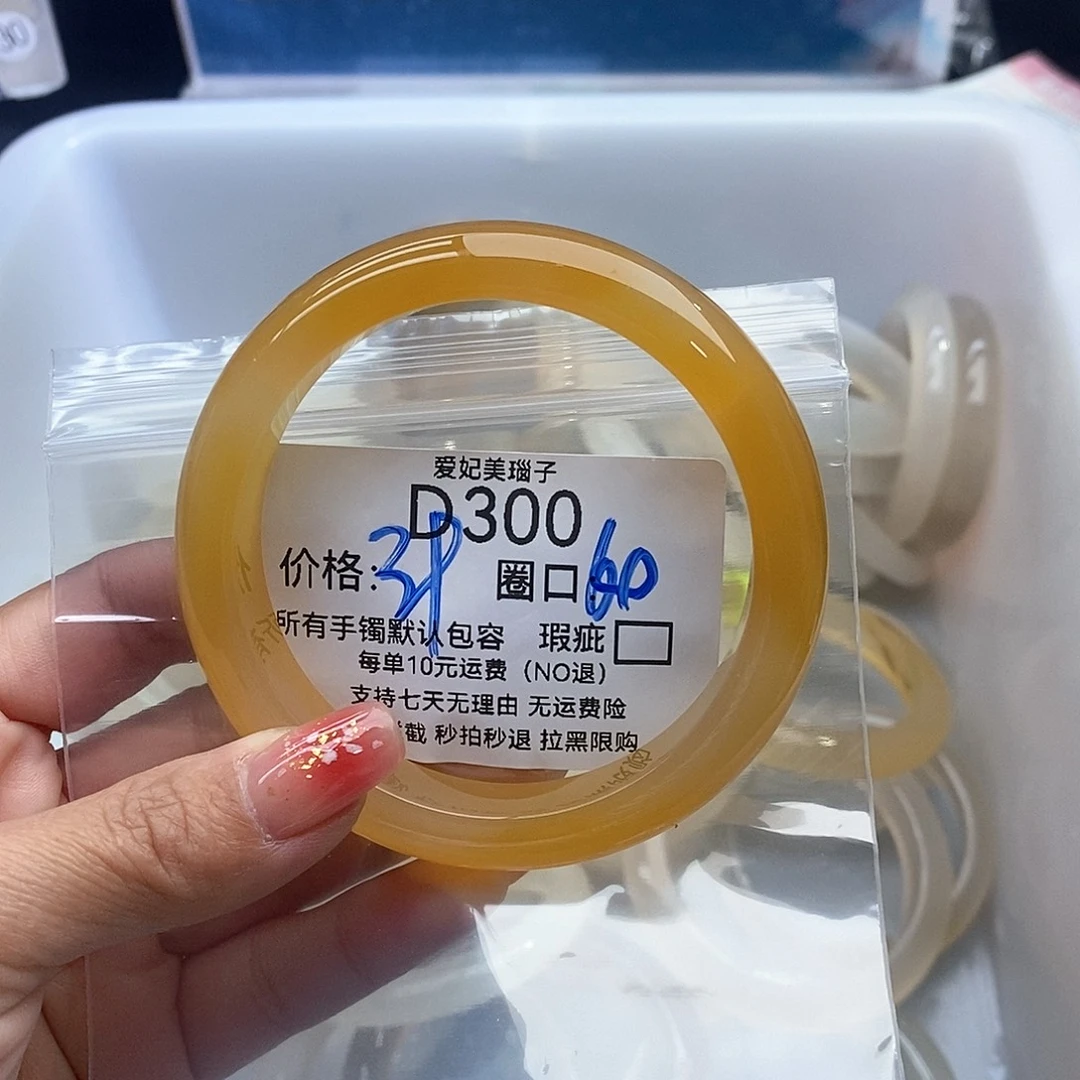 爱妃美瑙子
D300
价格: 圈口:60
所有手镯默认包容 瑕疵
每单10元运费（NO退）
支持七天无理由 无运费险
截 秒拍秒退 拉黑限购